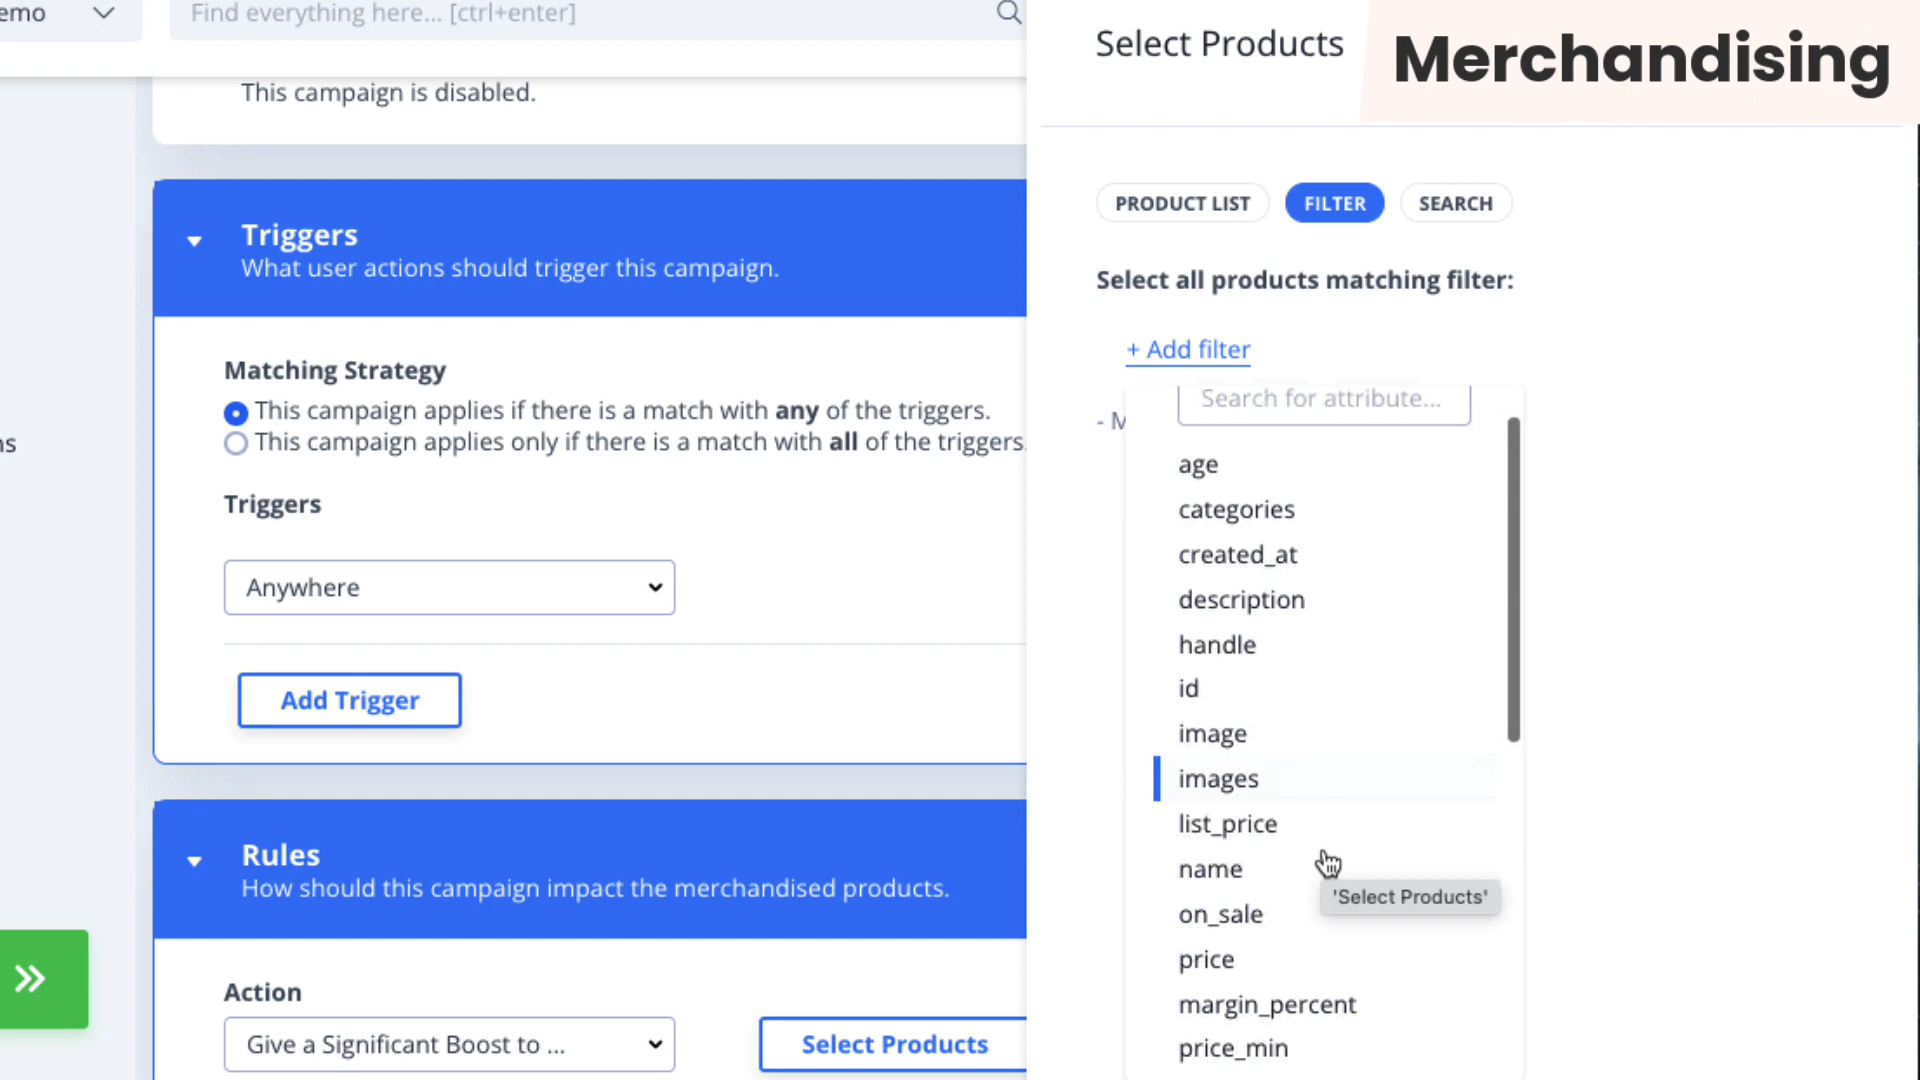 emo
Find everything here... [ctrl+enter]
This campaign is disabled.
Triggers
What user actions should trigger this campaign.
Matching Strategy
This campaign applies if there is a match with any of the triggers.
This campaign applies only if there is a match with all of the triggers.
Triggers
Anywhere
Add Trigger
Rules
How should this campaign impact the merchandised products.
Action
Give a Significant Boost to ...
Select Products
ns
Select Products
Merchandising
PRODUCT LIST
FILTER
SEARCH
Select all products matching filter:
+ Add filter
- M
Search for attribute...
age
categories
created_at
description
handle
id
image
images
list_price
name
'Select Products'
on_sale
price
margin_percent
price_min